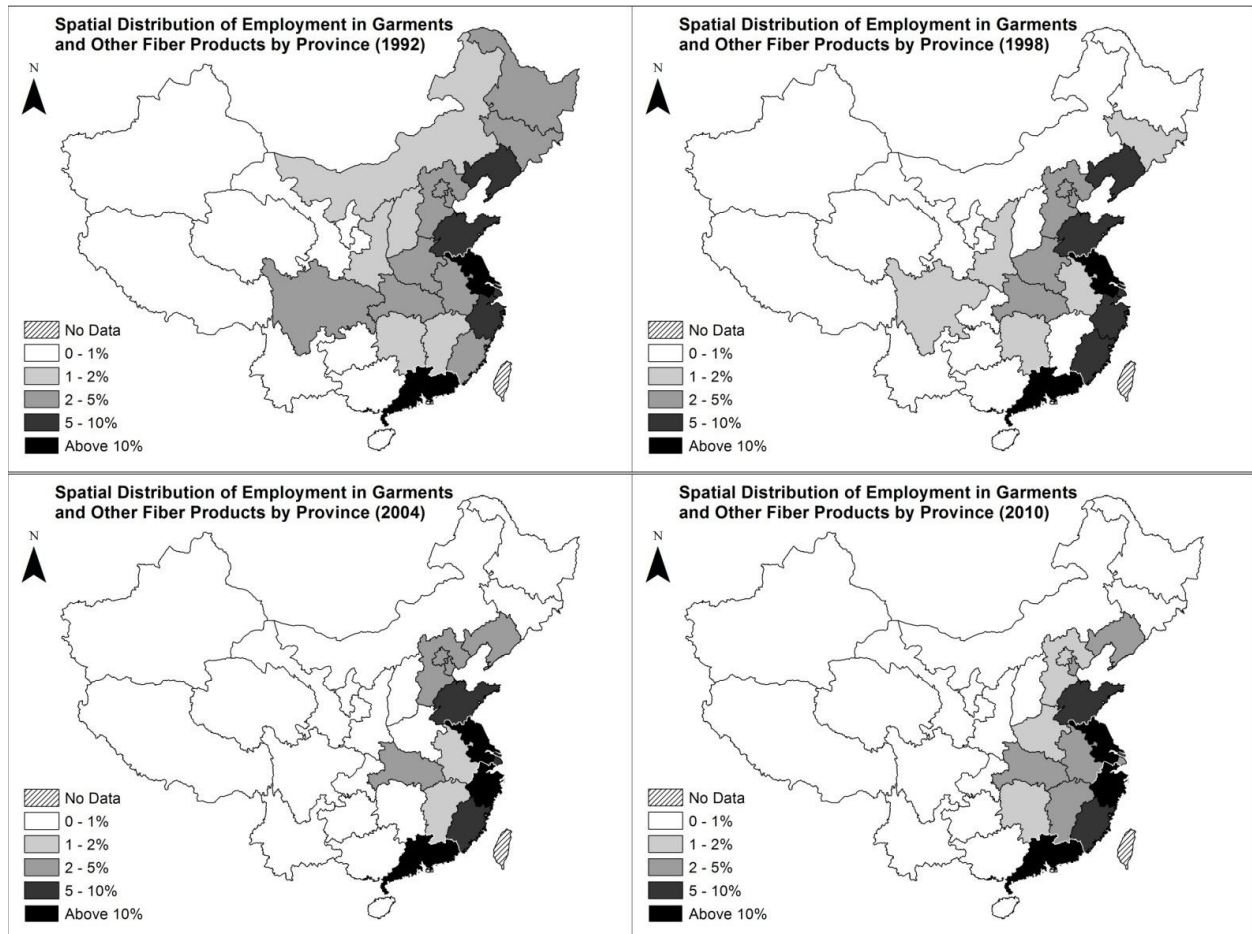 Spatial Distribution of Employment in Garments
and Other Fiber Products by Province (1992)
N
No Data
0 - 1%
1 - 2%
2 - 5%
5 - 10%
Above 10%
Spatial Distribution of Employment in Garments
and Other Fiber Products by Province (1998)
N
No Data
0 - 1%
1 - 2%
2 - 5%
5 - 10%
Above 10%
Spatial Distribution of Employment in Garments
and Other Fiber Products by Province (2004)
N
No Data
0 - 1%
1 - 2%
2 - 5%
5 - 10%
Above 10%
Spatial Distribution of Employment in Garments
and Other Fiber Products by Province (2010)
N
No Data
0 - 1%
1 - 2%
2 - 5%
5 - 10%
Above 10%